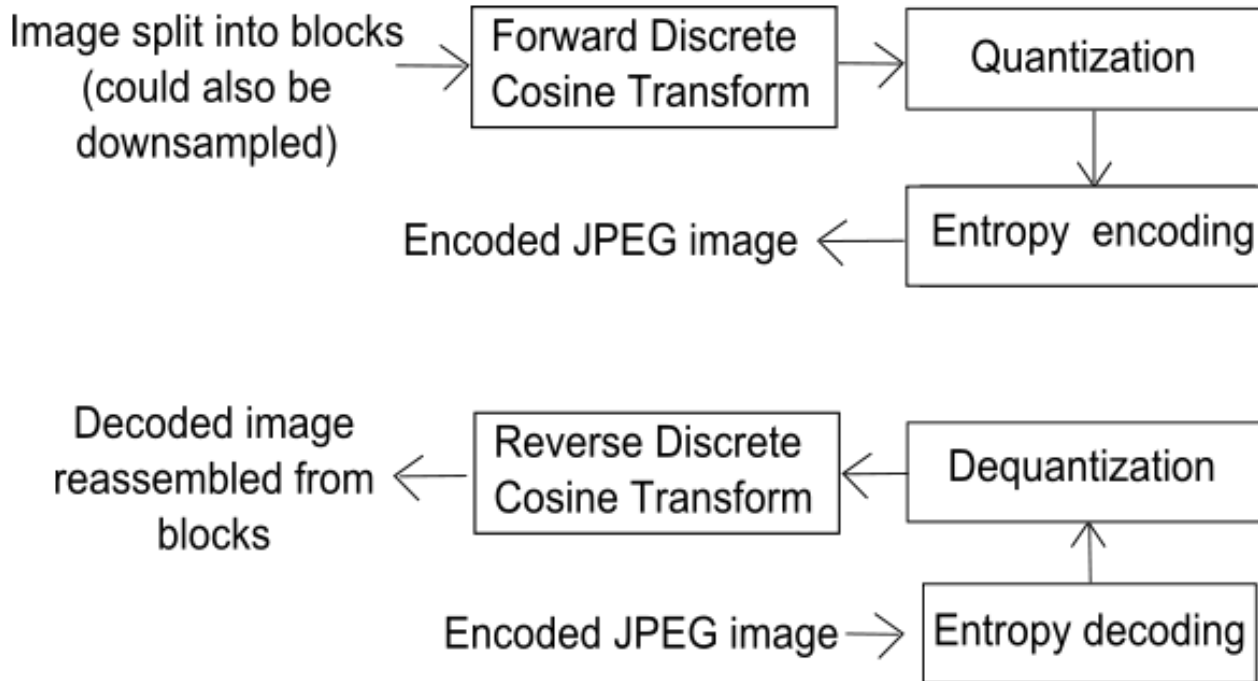 Image split into blocks
(could also be
downsampled)
Forward Discrete
Cosine Transform
Quantization
Entropy encoding
Encoded JPEG image
Decoded image
reassembled from
blocks
Reverse Discrete
Cosine Transform
Dequantization
Encoded JPEG image
Entropy decoding